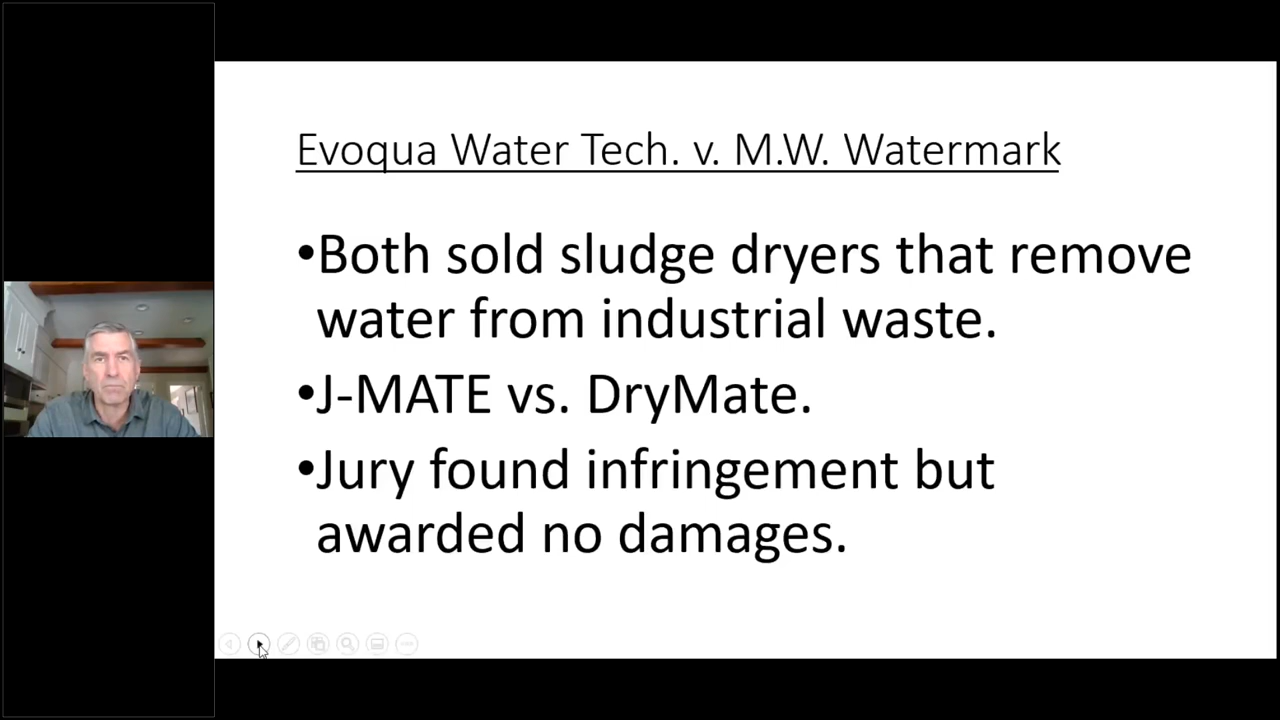 Evoqua Water Tech. v. M.W. Watermark
•Both sold sludge dryers that remove
water from industrial waste.
•J-MATE vs. DryMate.
•Jury found infringement but
awarded no damages.